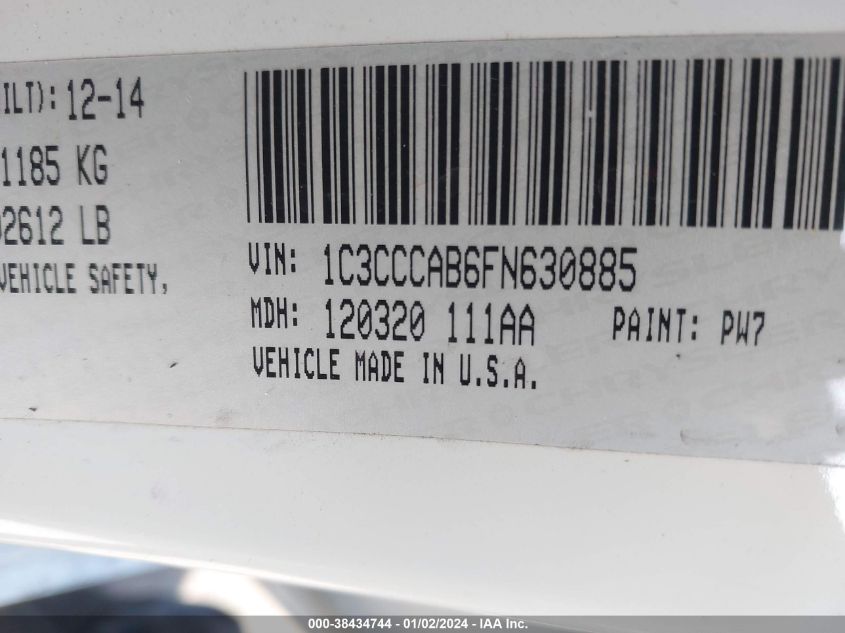 ILT): 12-14
1185 KG
02612 LB
VEHICLE SAFETY,
VIN: 1C3CCCAB6FN630885
MDH: 120320 111AA PAINT: PW7
VEHICLE MADE IN U.S.A.
000-38434744 - 01/02/2024 - IAA Inc.